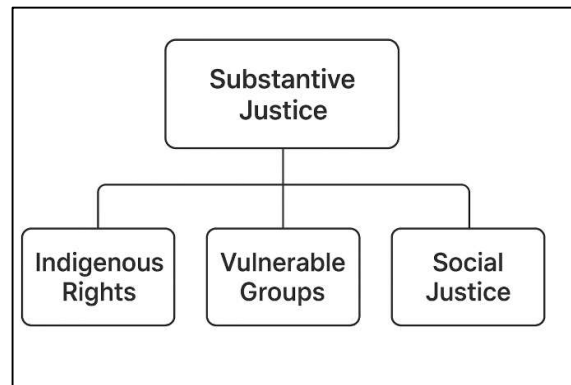 Substantive
Justice
Indigenous
Rights
Vulnerable
Groups
Social
Justice